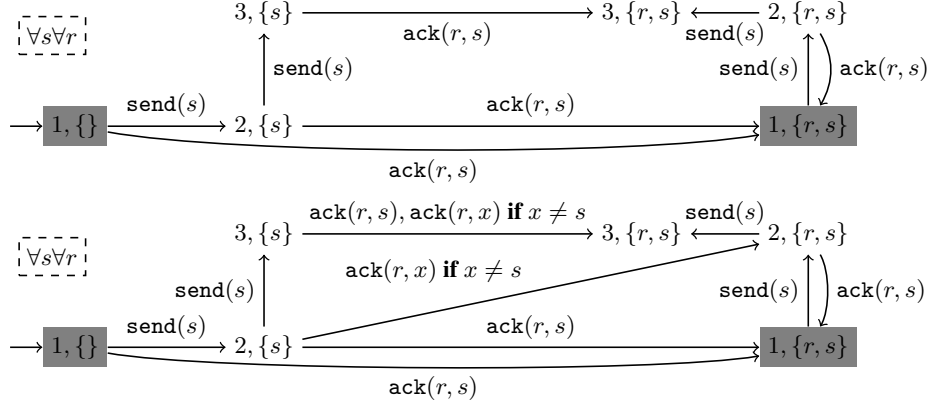 3, {s} 3, {r, s} 2, {r, s}
∀s∀r ack(r, s) send(s)
send(s) send(s) ack(r, s)
send(s) ack(r, s)
1, {} 2, {s} 1, {r, s}
ack(r, s)
ack(r, s), ack(r, x) if x ≠ s send(s)
3, {s} 3, {r, s} 2, {r, s}
∀s∀r ack(r, x) if x ≠ s
send(s) send(s) ack(r, s)
send(s) ack(r, s)
1, {} 2, {s} 1, {r, s}
ack(r, s)